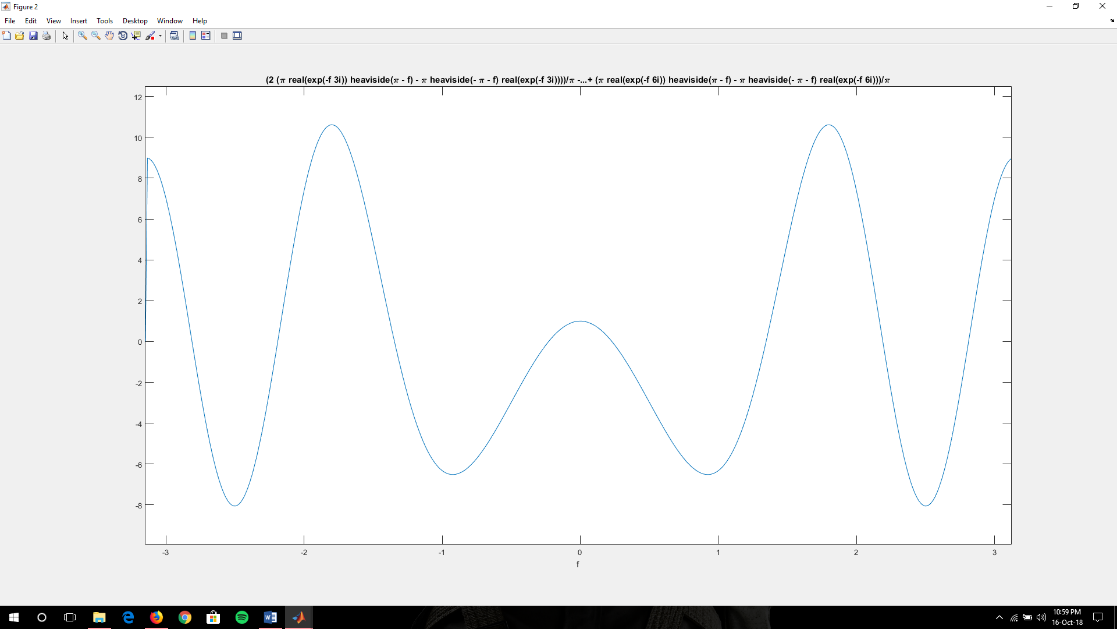 Figure 2
File Edit View Insert Tools Desktop Window Help
(2 (π real(exp(-f 3i)) heaviside(π - f) - π heaviside(- π - f) real(exp(-f 3i))))/π -...+ (π real(exp(-f 6i)) heaviside(π - f) - π heaviside(- π - f) real(exp(-f 6i)))/π
12
10
8
6
4
2
0
-2
-4
-6
-8
-3 -2 -1 0 1 2 3
f
10:59 PM
16-Oct-18